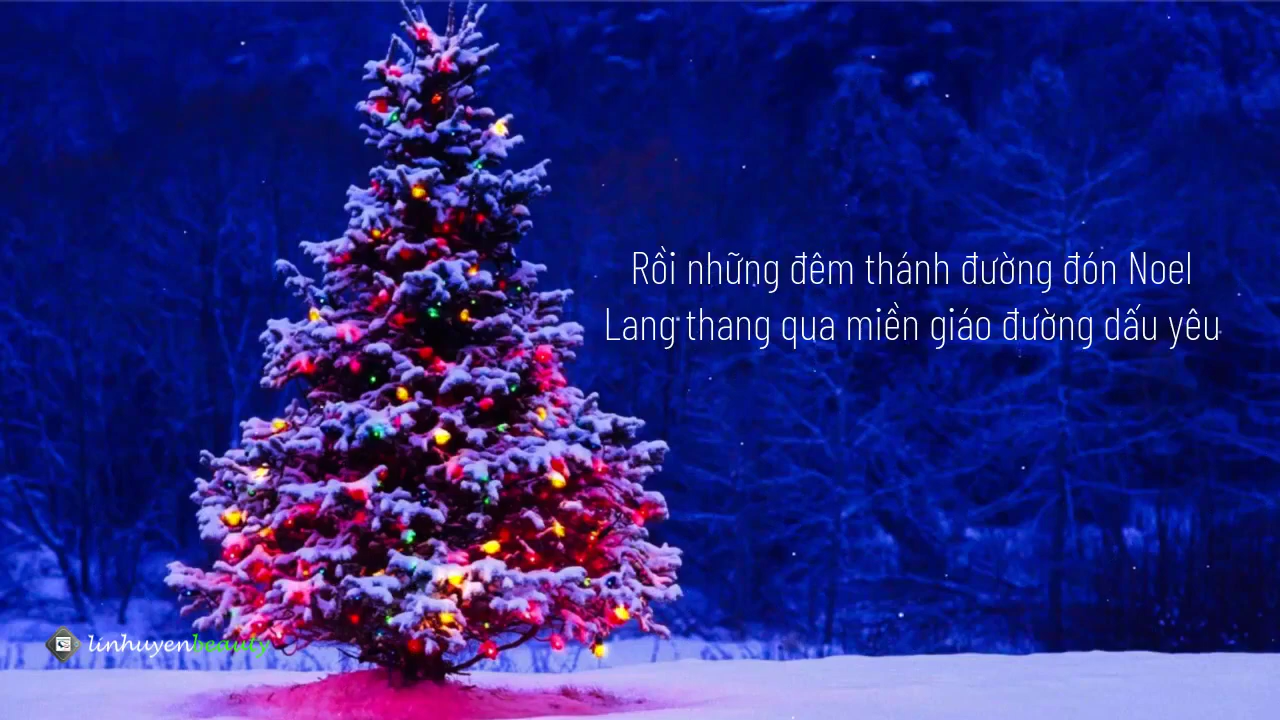 Rồi những đêm thánh đường đón Noel
Lang thang qua miền giáo đường dấu yêu
linhuyenbeauty